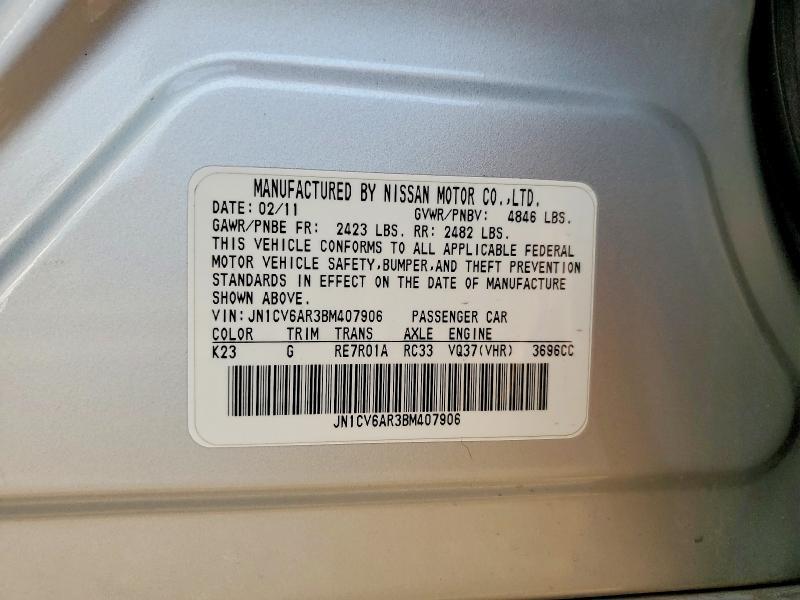 MANUFACTURED BY NISSAN MOTOR CO.,LTD.
DATE: 02/11 GVWR/PNBV: 4846 LBS.
GAWR/PNBE FR: 2423 LBS. RR: 2482 LBS.
THIS VEHICLE CONFORMS TO ALL APPLICABLE FEDERAL
MOTOR VEHICLE SAFETY,BUMPER,AND THEFT PREVENTION
STANDARDS IN EFFECT ON THE DATE OF MANUFACTURE
SHOWN ABOVE.
VIN:JN1CV6AR3BM407906 PASSENGER CAR
COLOR TRIM TRANS AXLE ENGINE
K23 G RE7R01A RC33 VQ37(VHR) 3696CC
JN1CV6AR3BM407906